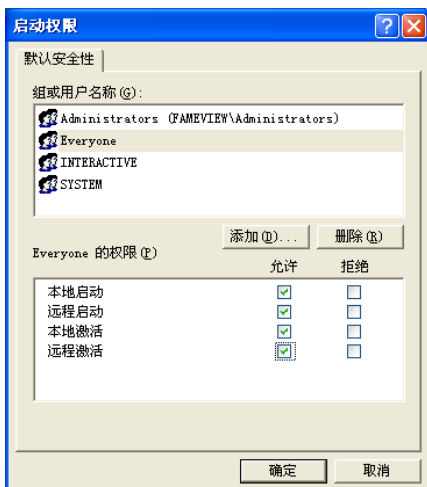 启动权限
默认安全性
组或用户名称(G):
Administrators (FAMEVIEW\Administrators)
Everyone
INTERACTIVE
SYSTEM
添加(D)... 删除(R)
Everyone 的权限(P)
允许 拒绝
本地启动
远程启动
本地激活
远程激活
确定 取消